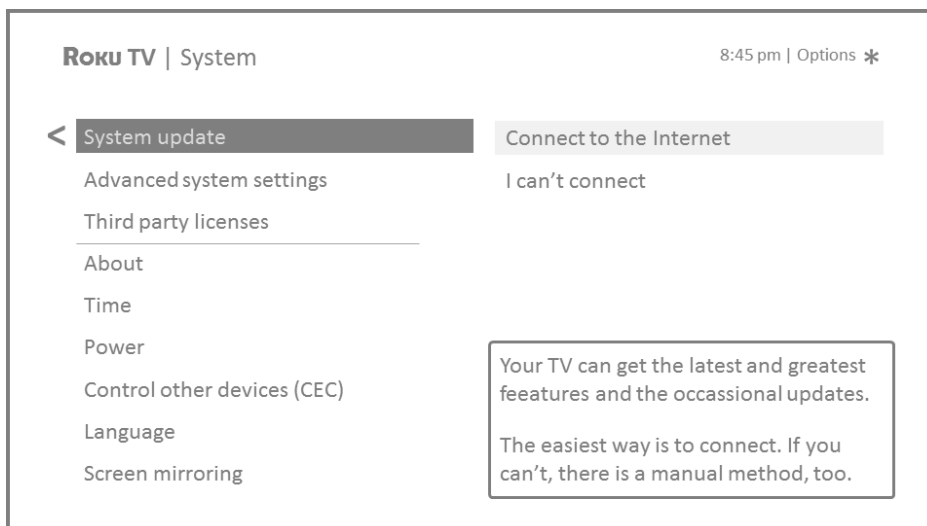 Roku TV | System
8:45 pm | Options *
< System update
Advanced system settings
Third party licenses
About
Time
Power
Control other devices (CEC)
Language
Screen mirroring
Connect to the Internet
I can't connect
Your TV can get the latest and greatest
feeatures and the occassional updates.
The easiest way is to connect. If you
can't, there is a manual method, too.